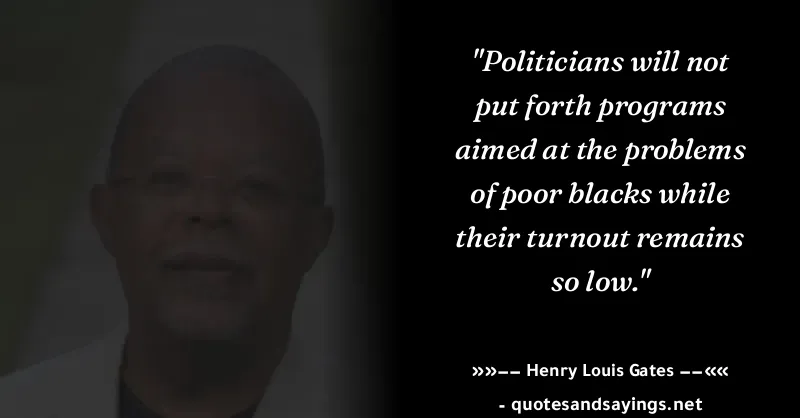 "Politicians will not
put forth programs
aimed at the problems
of poor blacks while
their turnout remains
so low."
»»–– Henry Louis Gates ––««
- quotesandsayings.net